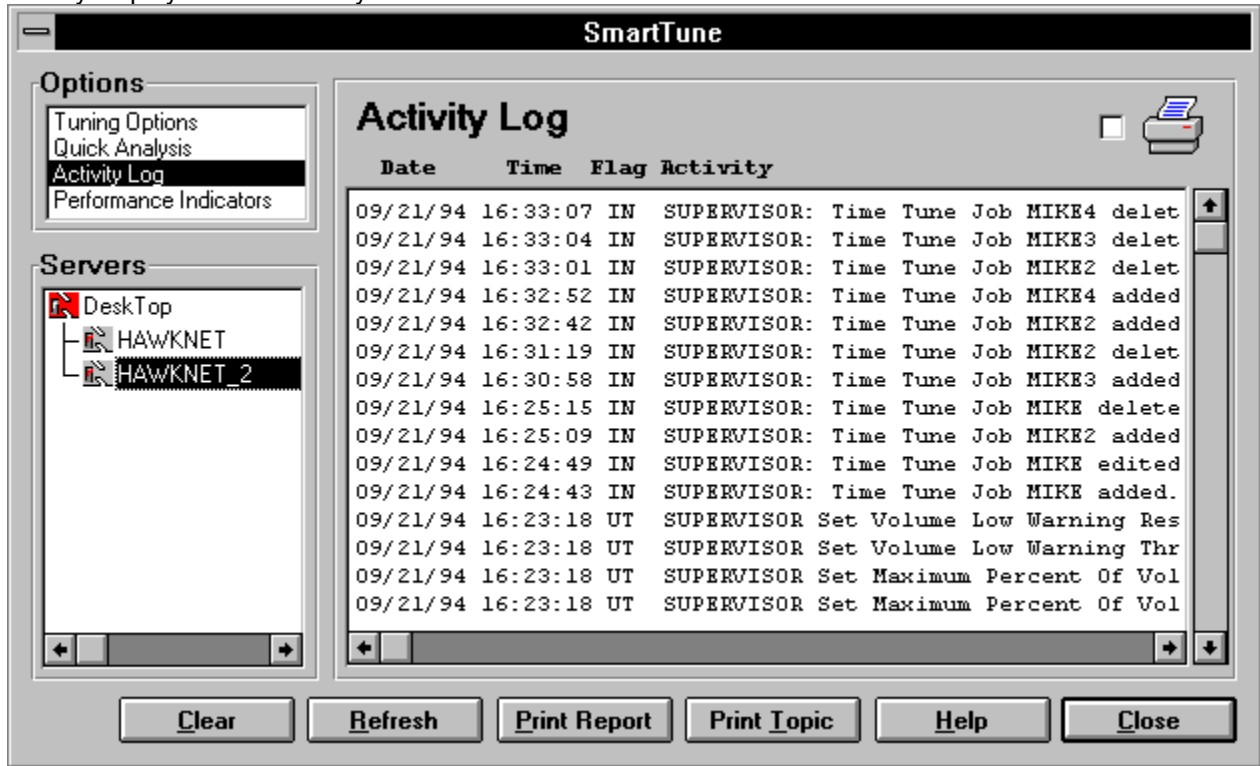 SmartTune
Options
Tuning Options
Quick Analysis
Activity Log
Performance Indicators
Servers
DeskTop
HAWKNET
HAWKNET_2
Activity Log
Date Time Flag Activity
09/21/94 16:33:07 IN SUPERVISOR: Time Tune Job MIKE4 delet
09/21/94 16:33:04 IN SUPERVISOR: Time Tune Job MIKE3 delet
09/21/94 16:33:01 IN SUPERVISOR: Time Tune Job MIKE2 delet
09/21/94 16:32:52 IN SUPERVISOR: Time Tune Job MIKE4 added
09/21/94 16:32:42 IN SUPERVISOR: Time Tune Job MIKE2 added
09/21/94 16:31:19 IN SUPERVISOR: Time Tune Job MIKE2 delet
09/21/94 16:30:58 IN SUPERVISOR: Time Tune Job MIKE3 added
09/21/94 16:25:15 IN SUPERVISOR: Time Tune Job MIKE delete
09/21/94 16:25:09 IN SUPERVISOR: Time Tune Job MIKE2 added
09/21/94 16:24:49 IN SUPERVISOR: Time Tune Job MIKE edited
09/21/94 16:24:43 IN SUPERVISOR: Time Tune Job MIKE added.
09/21/94 16:23:18 UT SUPERVISOR Set Volume Low Warning Res
09/21/94 16:23:18 UT SUPERVISOR Set Volume Low Warning Thr
09/21/94 16:23:18 UT SUPERVISOR Set Maximum Percent Of Vol
09/21/94 16:23:18 UT SUPERVISOR Set Maximum Percent Of Vol
Clear Refresh Print Report Print Topic Help Close